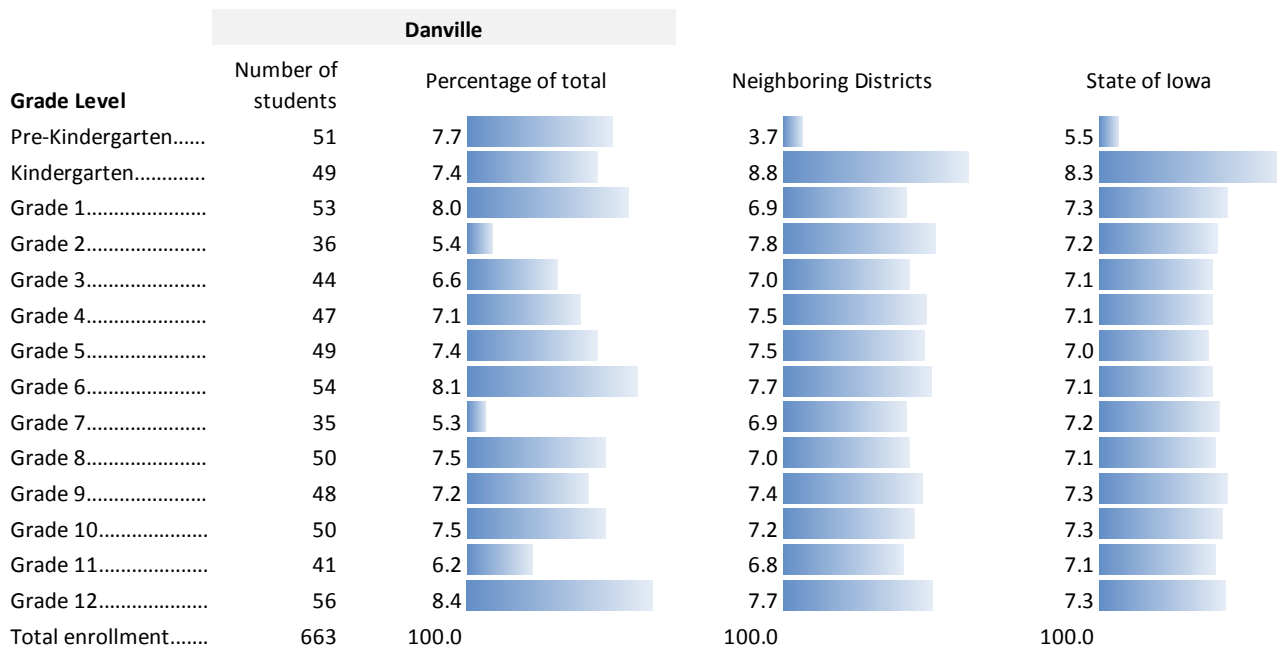 Danville
Number of students Percentage of total Neighboring Districts State of Iowa
Grade Level
Pre-Kindergarten...... 51 7.7 3.7 5.5
Kindergarten............. 49 7.4 8.8 8.3
Grade 1...................... 53 8.0 6.9 7.3
Grade 2...................... 36 5.4 7.8 7.2
Grade 3...................... 44 6.6 7.0 7.1
Grade 4...................... 47 7.1 7.5 7.1
Grade 5...................... 49 7.4 7.5 7.0
Grade 6...................... 54 8.1 7.7 7.1
Grade 7...................... 35 5.3 6.9 7.2
Grade 8...................... 50 7.5 7.0 7.1
Grade 9...................... 48 7.2 7.4 7.3
Grade 10.................... 50 7.5 7.2 7.3
Grade 11.................... 41 6.2 6.8 7.1
Grade 12.................... 56 8.4 7.7 7.3
Total enrollment....... 663 100.0 100.0 100.0